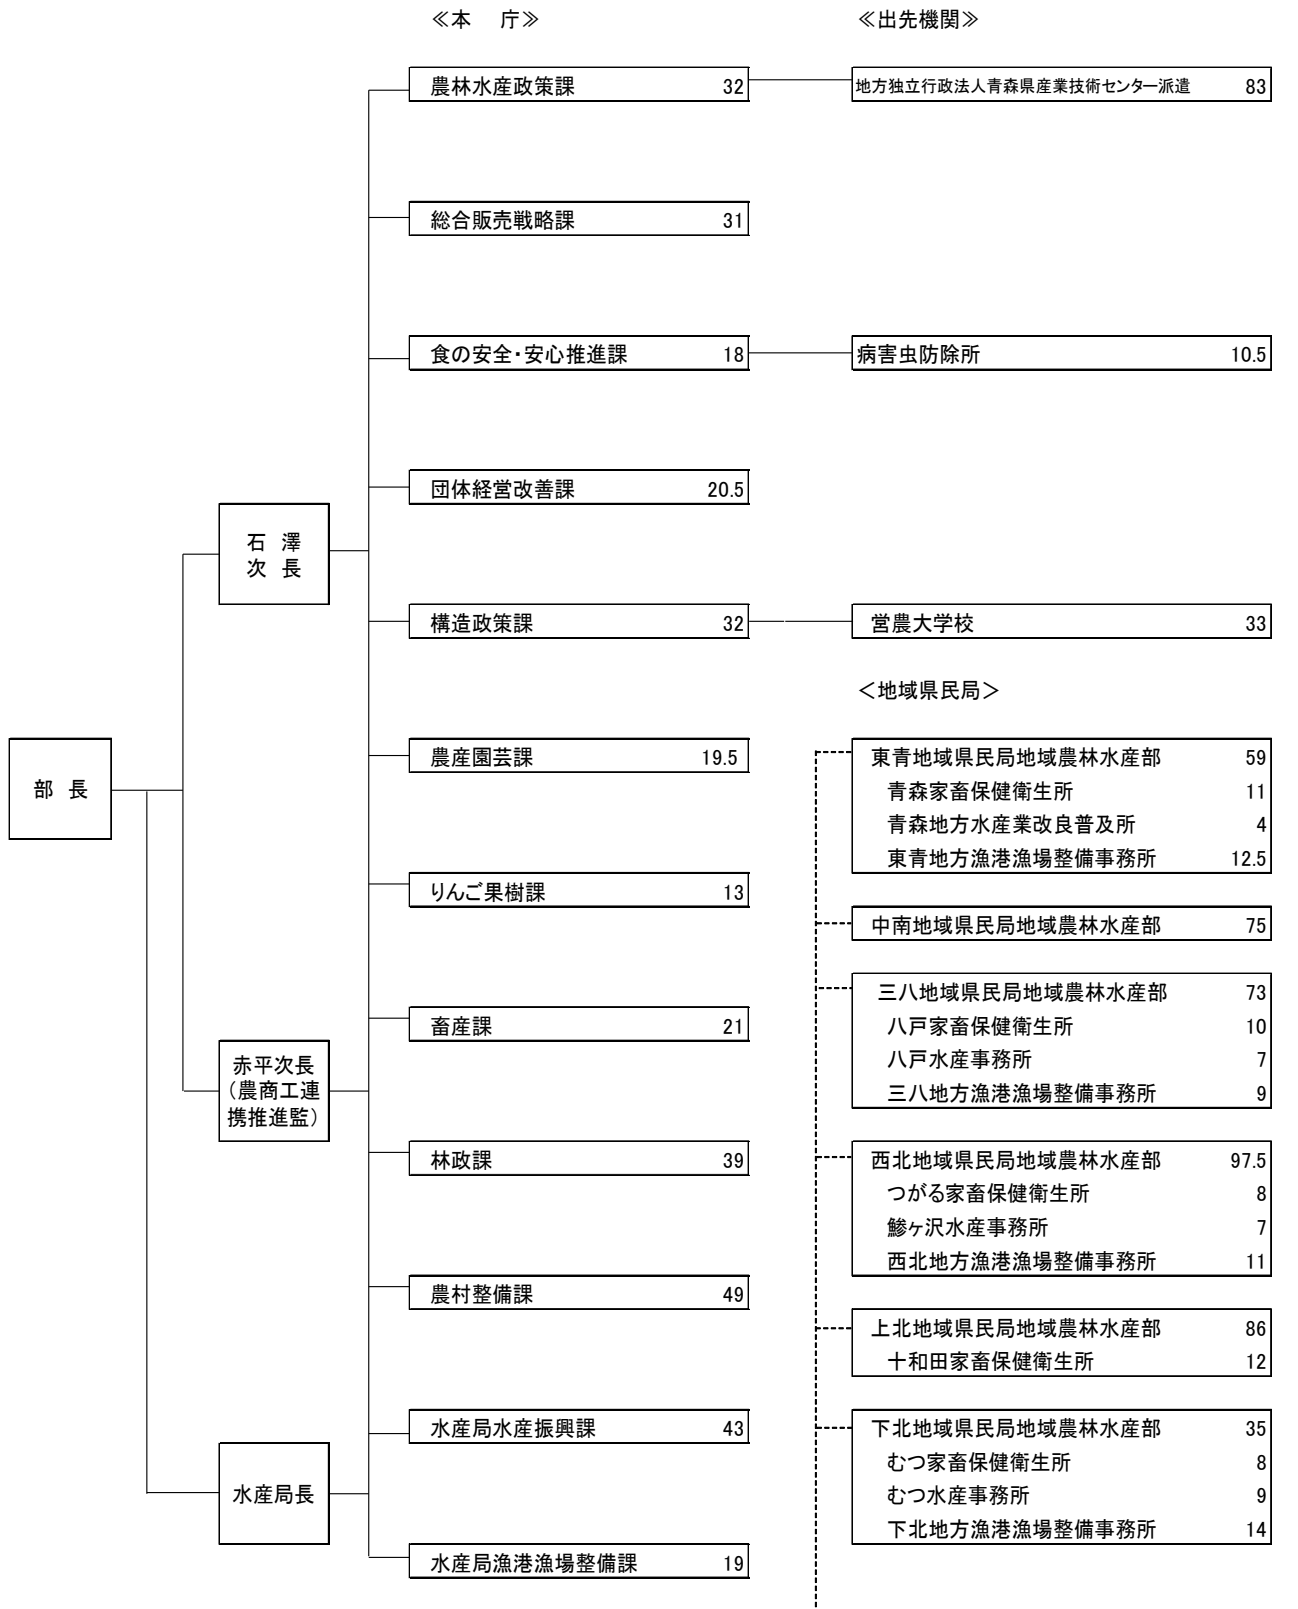 ≪本　庁≫
≪出先機関≫
農林水産政策課 32
地方独立行政法人青森県産業技術センター派遣 83
総合販売戦略課 31
食の安全・安心推進課 18
病害虫防除所 10.5
団体経営改善課 20.5
石 澤
次 長
構造政策課 32
営農大学校 33
＜地域県民局＞
部 長
農産園芸課 19.5
東青地域県民局地域農林水産部 59
青森家畜保健衛生所 11
青森地方水産業改良普及所 4
東青地方漁港漁場整備事務所 12.5
りんご果樹課 13
中南地域県民局地域農林水産部 75
三八地域県民局地域農林水産部 73
八戸家畜保健衛生所 10
八戸水産事務所 7
三八地方漁港漁場整備事務所 9
畜産課 21
赤平次長
（農商工連
携推進監）
林政課 39
西北地域県民局地域農林水産部 97.5
つがる家畜保健衛生所 8
鰺ヶ沢水産事務所 7
西北地方漁港漁場整備事務所 11
農村整備課 49
上北地域県民局地域農林水産部 86
十和田家畜保健衛生所 12
水産局水産振興課 43
下北地域県民局地域農林水産部 35
むつ家畜保健衛生所 8
むつ水産事務所 9
下北地方漁港漁場整備事務所 14
水産局長
水産局漁港漁場整備課 19